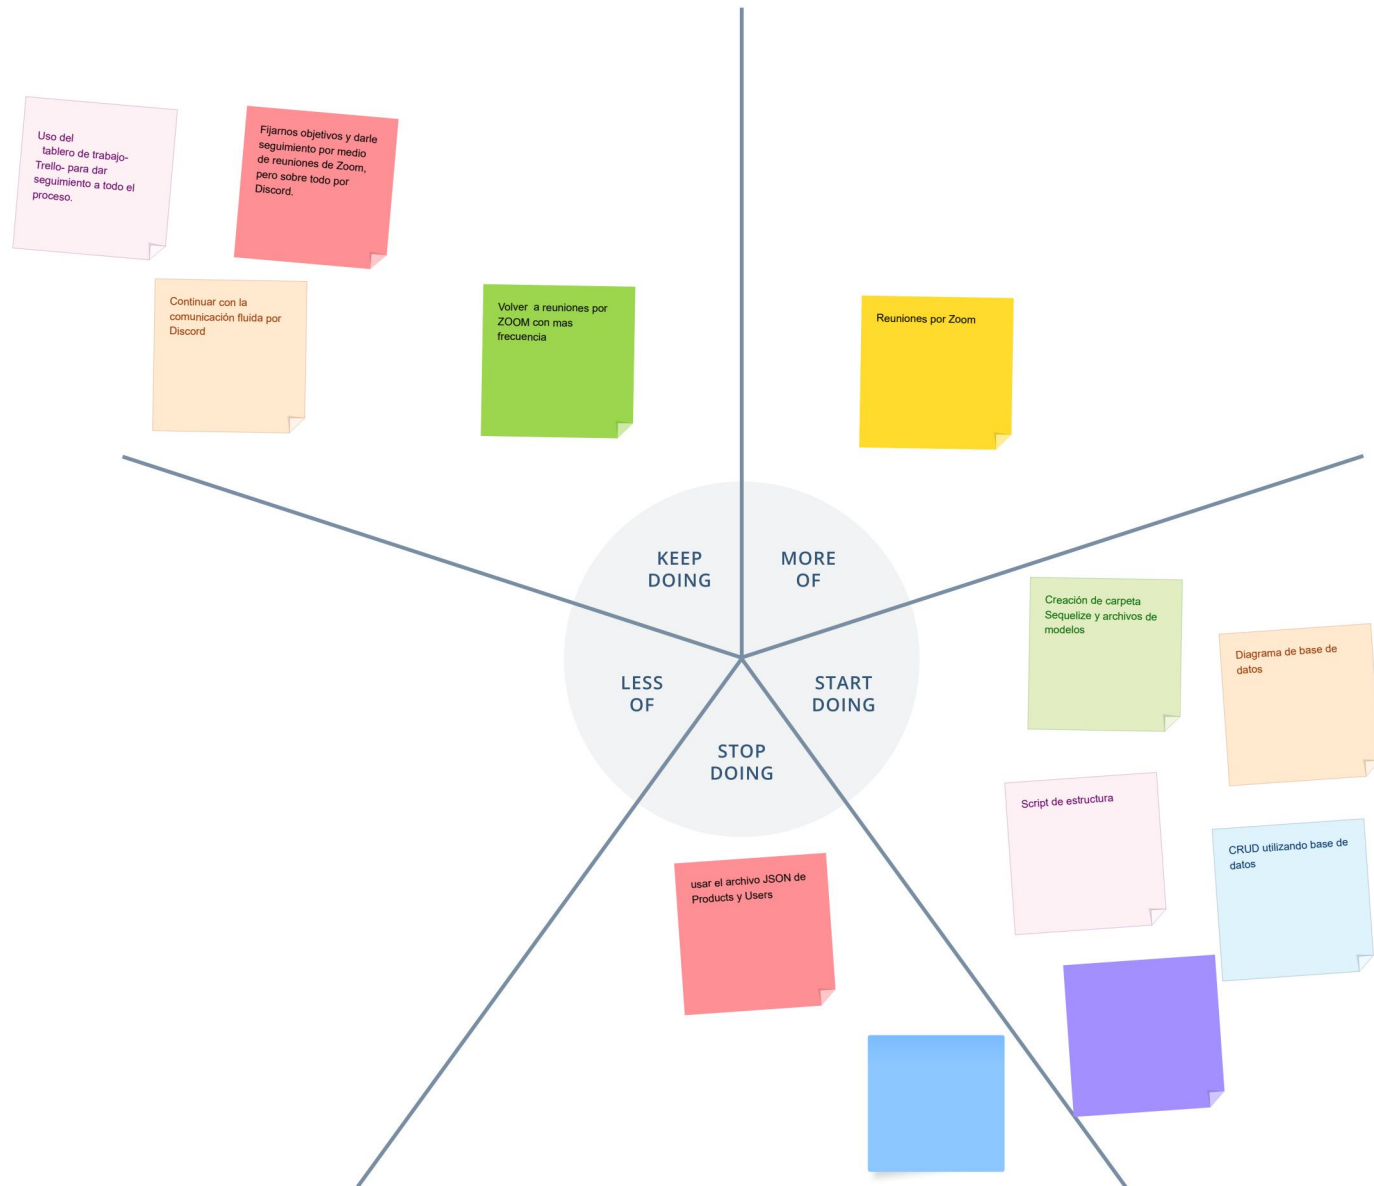 Uso del
tablero de trabajo-
Trello- para dar
seguimiento a todo el
proceso.
Fijarnos objetivos y darle
seguimiento por medio
de reuniones de Zoom,
pero sobre todo por
Discord.
Continuar con la
comunicación fluida por
Discord
Volver a reuniones por
ZOOM con mas
frecuencia
Reuniones por Zoom
KEEP
DOING
MORE
OF
LESS
OF
START
DOING
STOP
DOING
Creación de carpeta
Sequelize y archivos de
modelos
Diagrama de base de
datos
Script de estructura
CRUD utilizando base de
datos
usar el archivo JSON de
Products y Users